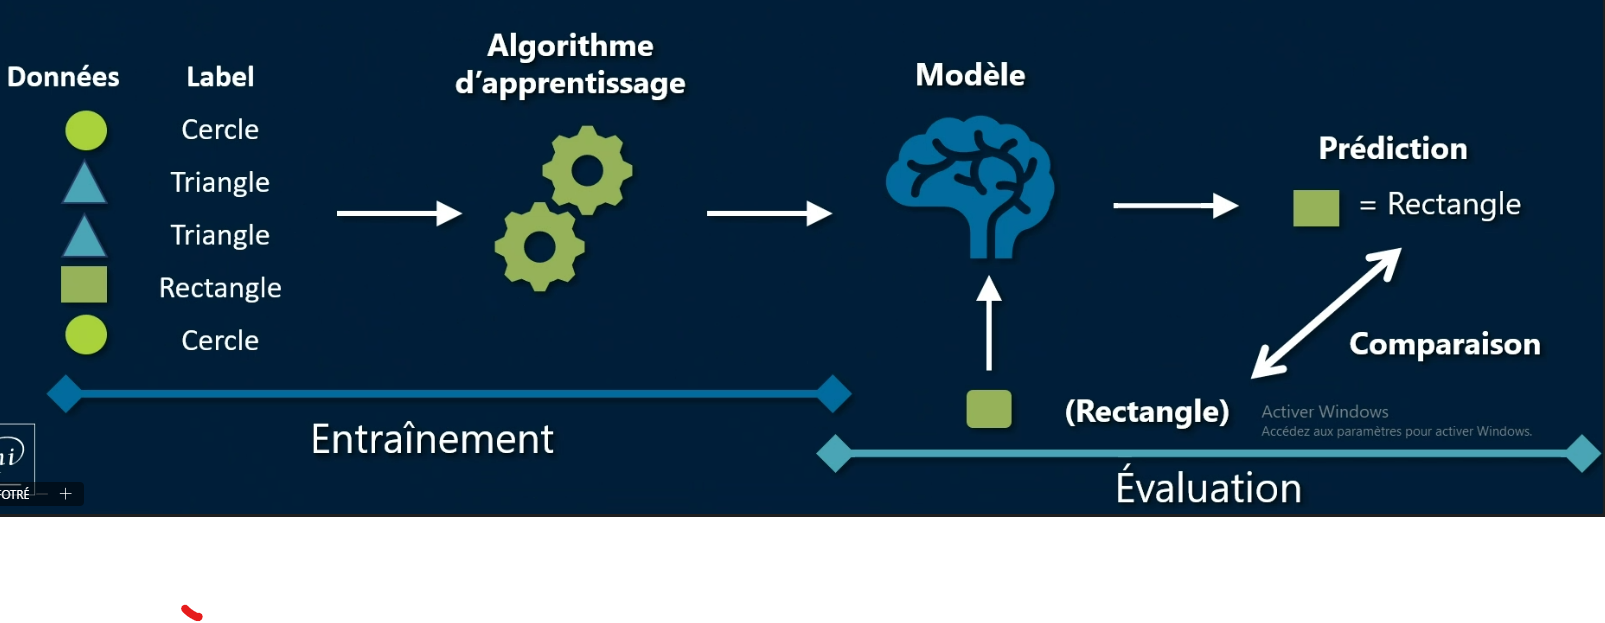 Données
Label
Algorithme
d'apprentissage
Modèle
Cercle
Triangle
Triangle
Rectangle
Cercle
Prédiction
= Rectangle
Comparaison
(Rectangle)
Activer Windows
Accédez aux paramètres pour activer Windows.
Entraînement
Évaluation